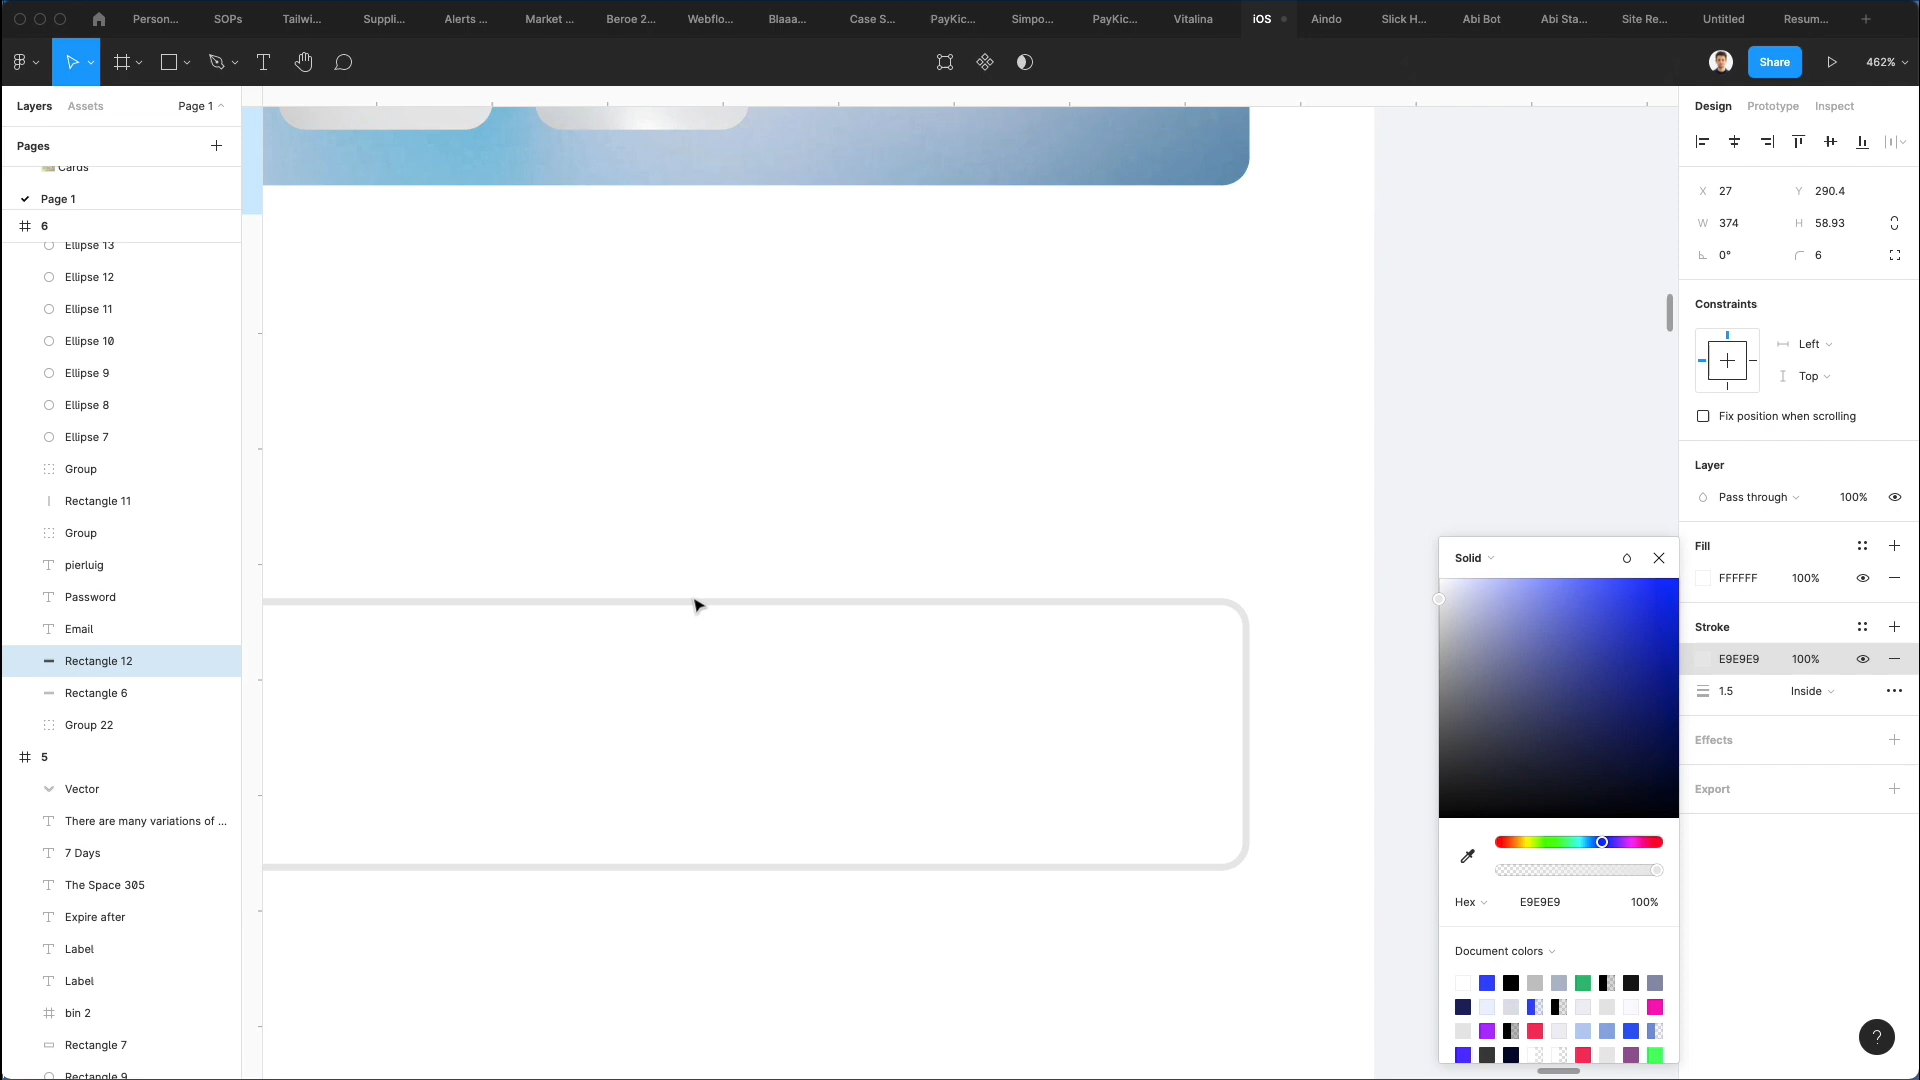 Person...
SOPs
Tailwi...
Suppli...
Alerts ...
Market ...
Beroe 2...
Webflo...
Blaaa...
Case S...
PayKic...
Simpo...
PayKic...
Vitalina
iOS
Aindo
Slick H...
Abi Bot
Abi Sta...
Site Re...
Untitled
Resum...
Share
462%
Layers
Assets
Page 1
Pages
Cards
Page 1
6
Ellipse 13
Ellipse 12
Ellipse 11
Ellipse 10
Ellipse 9
Ellipse 8
Ellipse 7
Group
Rectangle 11
Group
pierluig
Password
Email
Rectangle 12
Rectangle 6
Group 22
5
Vector
There are many variations of ...
7 Days
The Space 305
Expire after
Label
Label
bin 2
Rectangle 7
Rectangle 9
Solid
Hex
E9E9E9
100%
Document colors
Design
Prototype
Inspect
X 27
Y 290.4
W 374
H 58.93
0°
6
Constraints
Left
Top
Fix position when scrolling
Layer
Pass through
100%
Fill
FFFFFF
100%
Stroke
E9E9E9
100%
1.5
Inside
Effects
Export
?